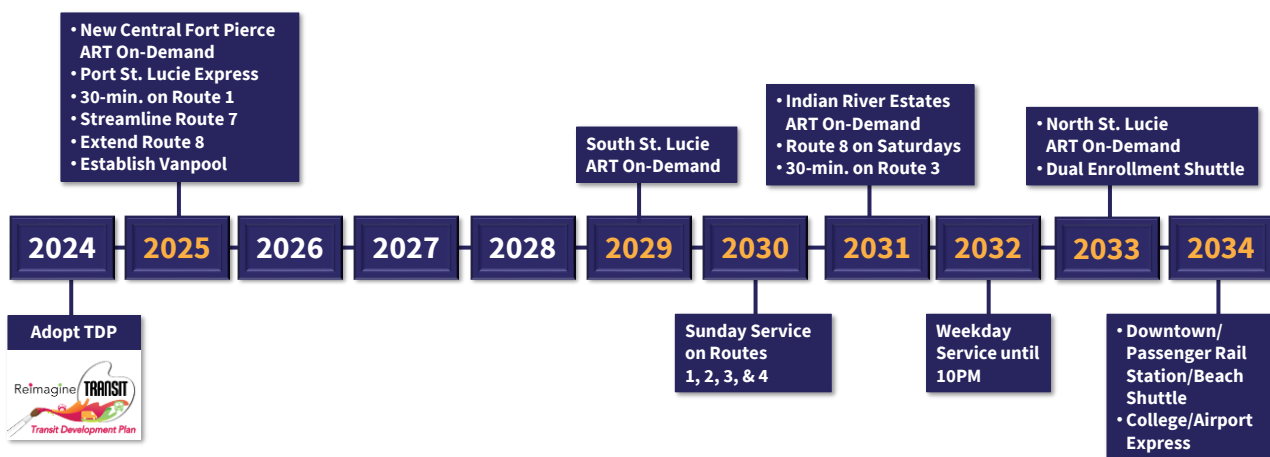 • New Central Fort Pierce
ART On-Demand
• Port St. Lucie Express
• 30-min. on Route 1
• Streamline Route 7
• Extend Route 8
• Establish Vanpool
South St. Lucie
ART On-Demand
• Indian River Estates
ART On-Demand
• Route 8 on Saturdays
• 30-min. on Route 3
• North St. Lucie
ART On-Demand
• Dual Enrollment Shuttle
2024
2025
2026
2027
2028
2029
2030
2031
2032
2033
2034
Adopt TDP
Reimagine TRANSIT
Transit Development Plan
Sunday Service
on Routes
1, 2, 3, & 4
Weekday
Service until
10PM
• Downtown/
Passenger Rail
Station/Beach
Shuttle
• College/Airport
Express